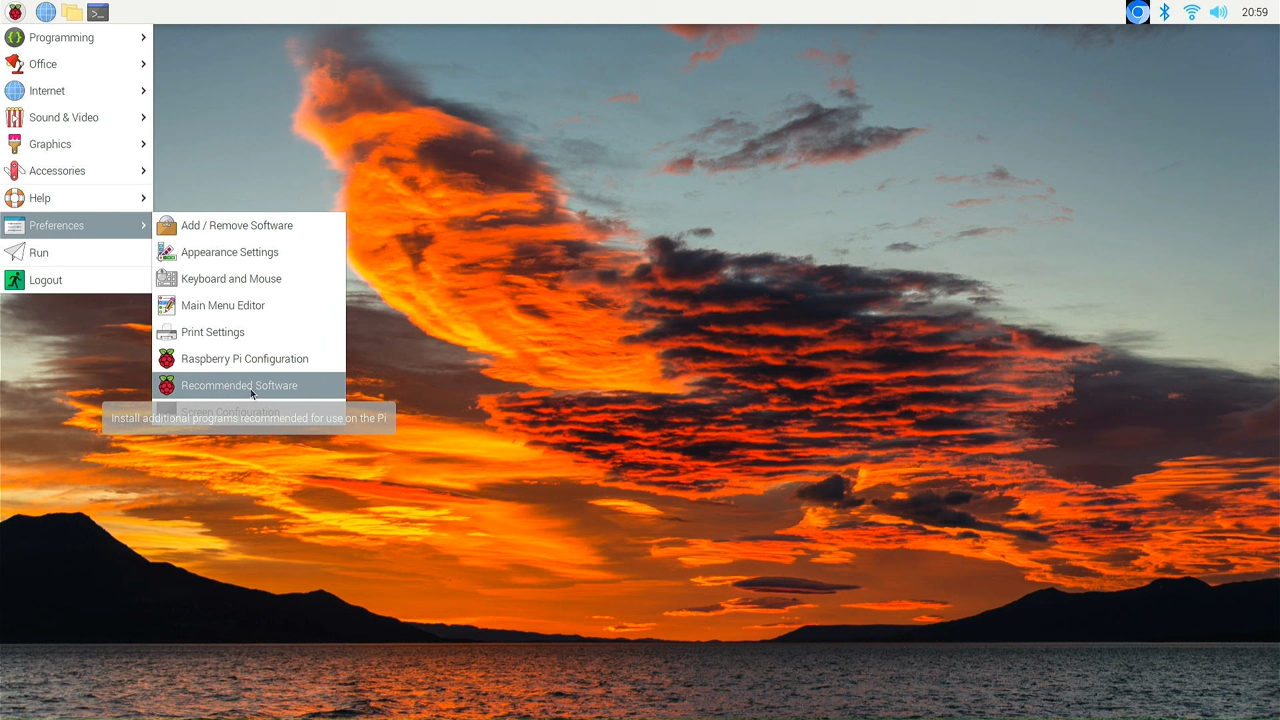 20:59
Programming
Office
Internet
Sound & Video
Graphics
Accessories
Help
Preferences
Run
Logout
Add / Remove Software
Appearance Settings
Keyboard and Mouse
Main Menu Editor
Print Settings
Raspberry Pi Configuration
Recommended Software
Screen Configuration
Install additional programs recommended for use on the Pi